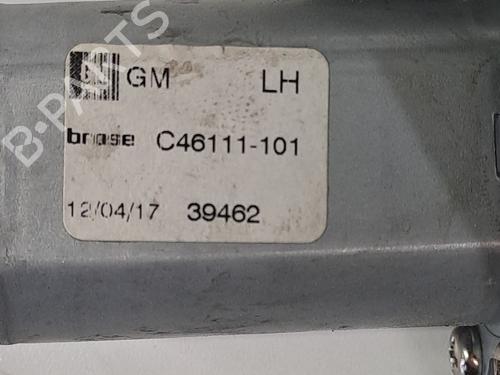 GM LH
brose C46111-101
12/04/17 39462
B-PARTS